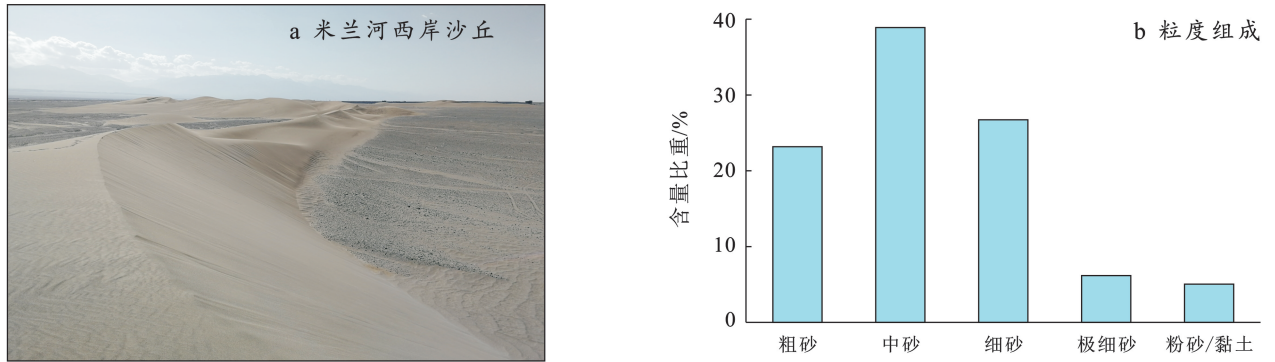 a 米兰河西岸沙丘
b 粒度组成
含量比重/%
40
30
20
10
0
粗砂
中砂
细砂
极细砂
粉砂/黏土